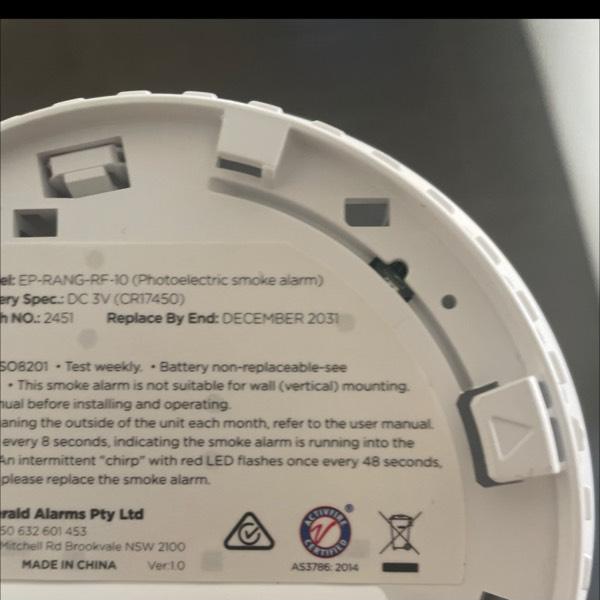 el: EP-RANG-RF-10 (Photoelectric smoke alarm)
ery Spec.: DC 3V (CR17450)
h NO.: 2451 Replace By End: DECEMBER 2031
SO8201 • Test weekly. • Battery non-replaceable-see
• This smoke alarm is not suitable for wall (vertical) mounting.
nual before installing and operating.
aning the outside of the unit each month, refer to the user manual.
every 8 seconds, indicating the smoke alarm is running into the
An intermittent "chirp" with red LED flashes once every 48 seconds,
please replace the smoke alarm.
erald Alarms Pty Ltd
50 632 601 453
Mitchell Rd Brookvale NSW 2100
MADE IN CHINA Ver:1.0
ACTIVFIRE
®
CERTIFIED
AS3786: 2014